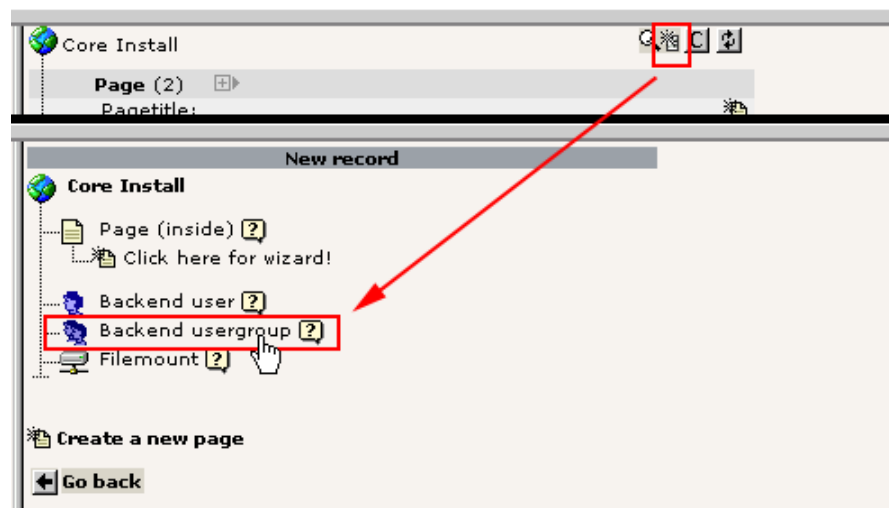 Core Install
C
Page (2)
Pagetitle:
New record
Core Install
Page (inside) ?
Click here for wizard!
Backend user ?
Backend usergroup ?
Filemount ?
Create a new page
Go back